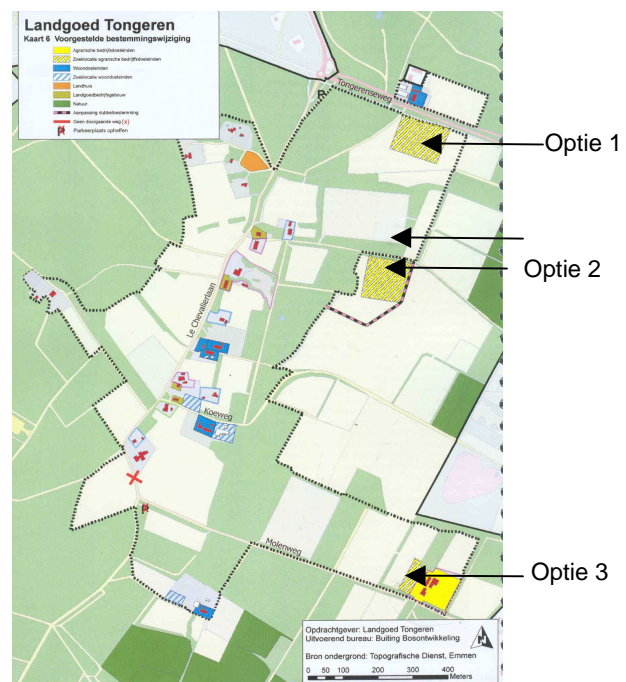 Landgoed Tongeren
Kaart 6 Voorgestelde bestemmingswijziging
Agrarische bedrijfsdoeleinden
Zoeklocatie agrarische bedrijfsdoeleinden
Woondoeleinden
Zoeklocatie woondoeleinden
Landhuis
Landgoedbedrijfsgebouw
Natuur
Aanpassing dubbelbestemming
Geen doorgaande weg (x)
Parkeerplaats opheffen
Tongerenseweg
P
Optie 1
Optie 2
Le Chevalierlaan
Koeweg
Molenweg
Optie 3
Opdrachtgever: Landgoed Tongeren
Uitvoerend bureau: Buiting Bosontwikkeling
Bron ondergrond: Topografische Dienst, Emmen
0 50 100 200 300 400
Meters